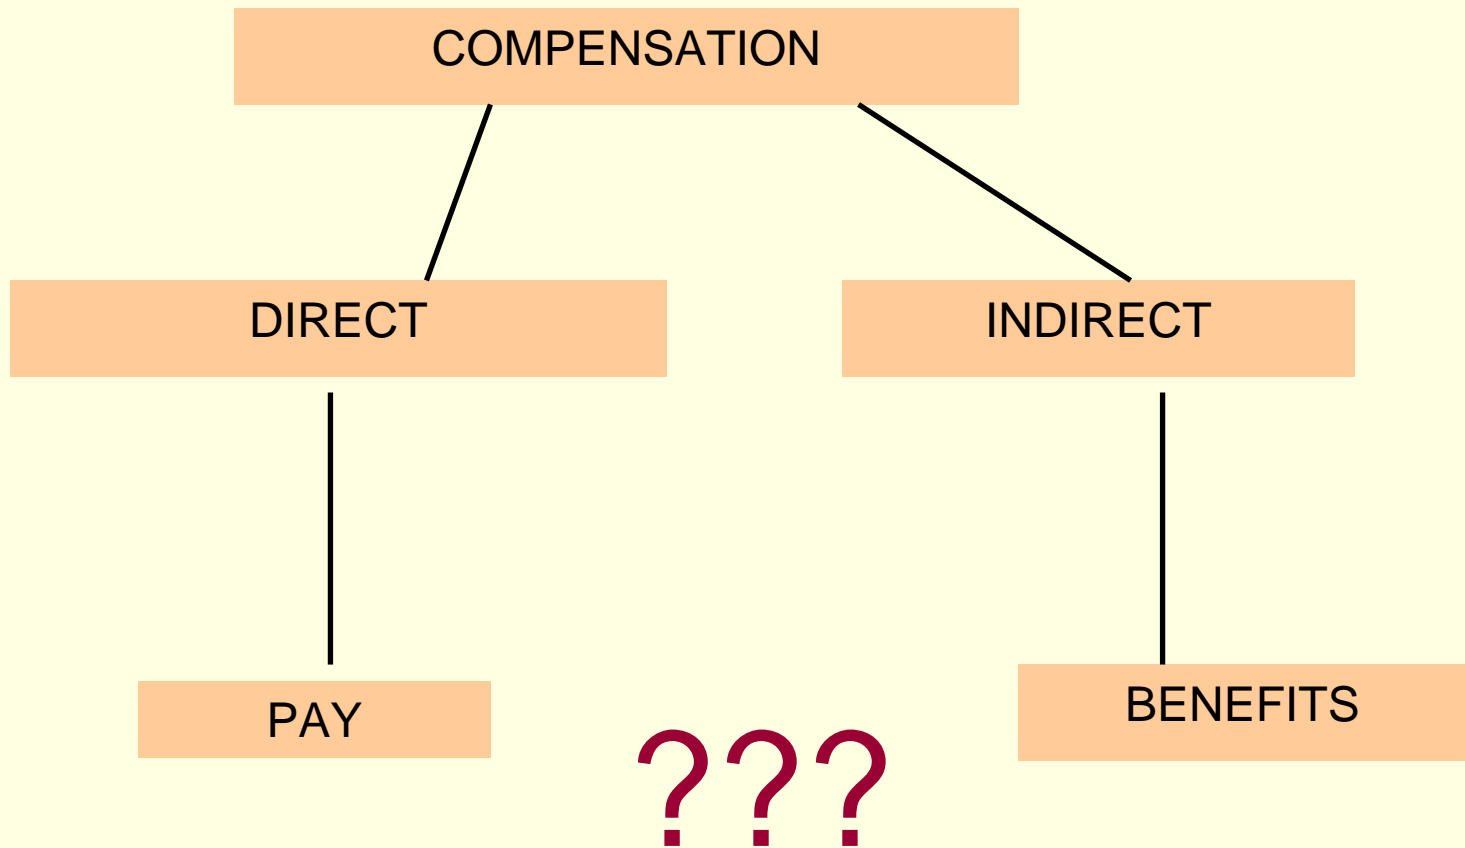 COMPENSATION
DIRECT
INDIRECT
PAY
BENEFITS
???